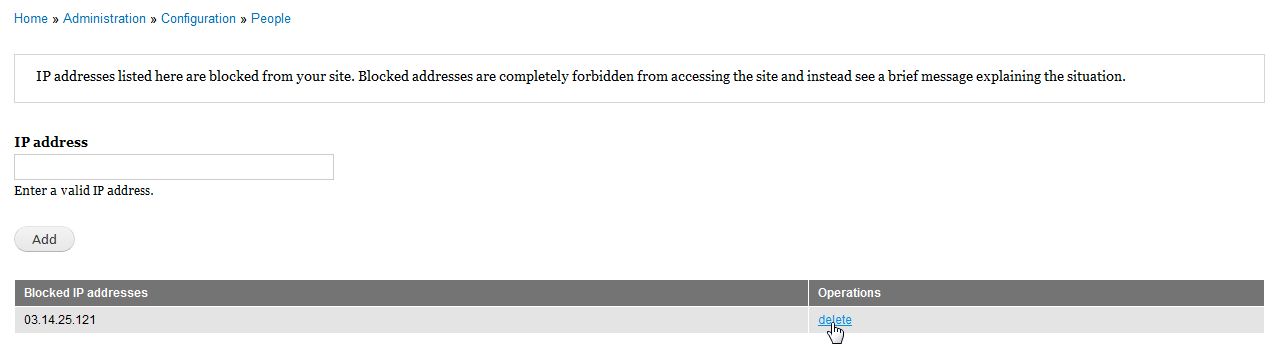 Home » Administration » Configuration » People
IP addresses listed here are blocked from your site. Blocked addresses are completely forbidden from accessing the site and instead see a brief message explaining the situation.
IP address
Enter a valid IP address.
Add
Blocked IP addresses Operations
03.14.25.121 delete